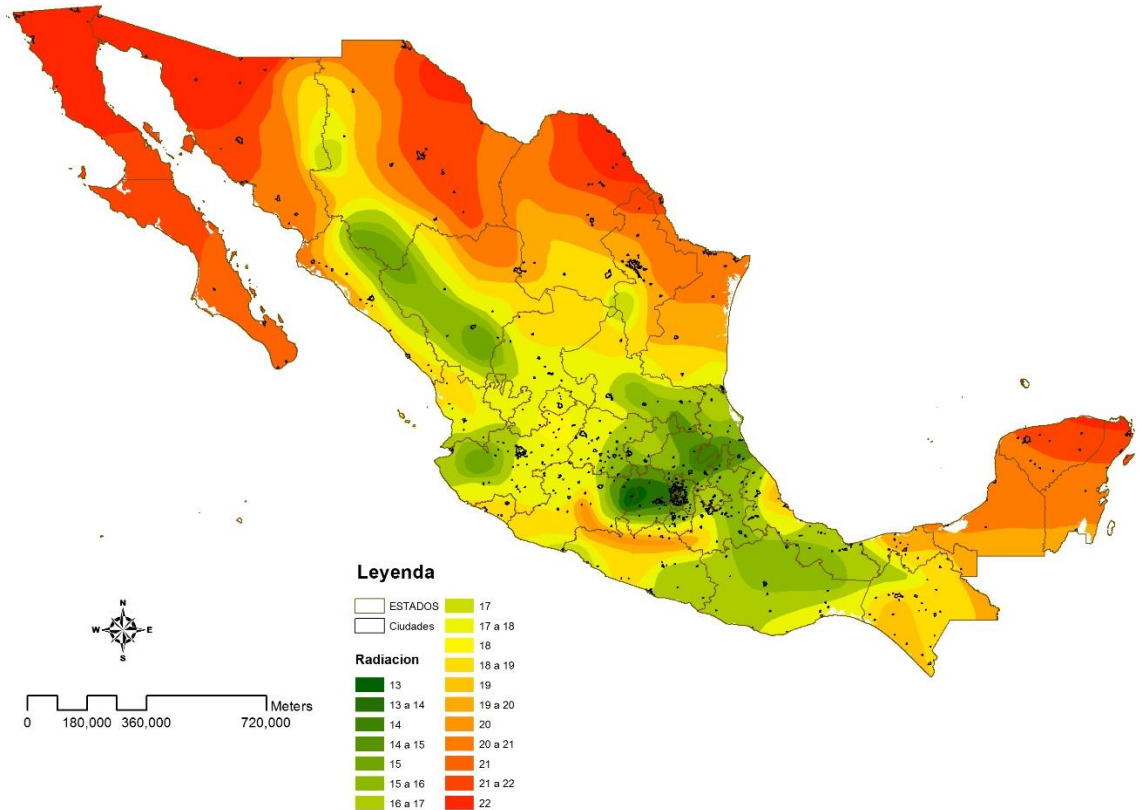 Leyenda
ESTADOS
Ciudades
Radiacion
13
13 a 14
14
14 a 15
15
15 a 16
16 a 17
17
17 a 18
18
18 a 19
19
19 a 20
20
20 a 21
21
21 a 22
22
N
W E
S
Meters
0 180,000 360,000 720,000